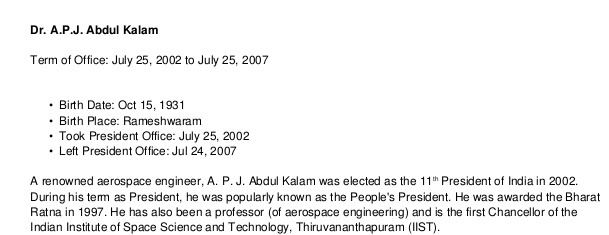 Dr. A.P.J. Abdul Kalam
Term of Office: July 25, 2002 to July 25, 2007
• Birth Date: Oct 15, 1931
• Birth Place: Rameshwaram
• Took President Office: July 25, 2002
• Left President Office: Jul 24, 2007
A renowned aerospace engineer, A. P. J. Abdul Kalam was elected as the 11th President of India in 2002.
During his term as President, he was popularly known as the People's President. He was awarded the Bharat
Ratna in 1997. He has also been a professor (of aerospace engineering) and is the first Chancellor of the
Indian Institute of Space Science and Technology, Thiruvananthapuram (IIST).